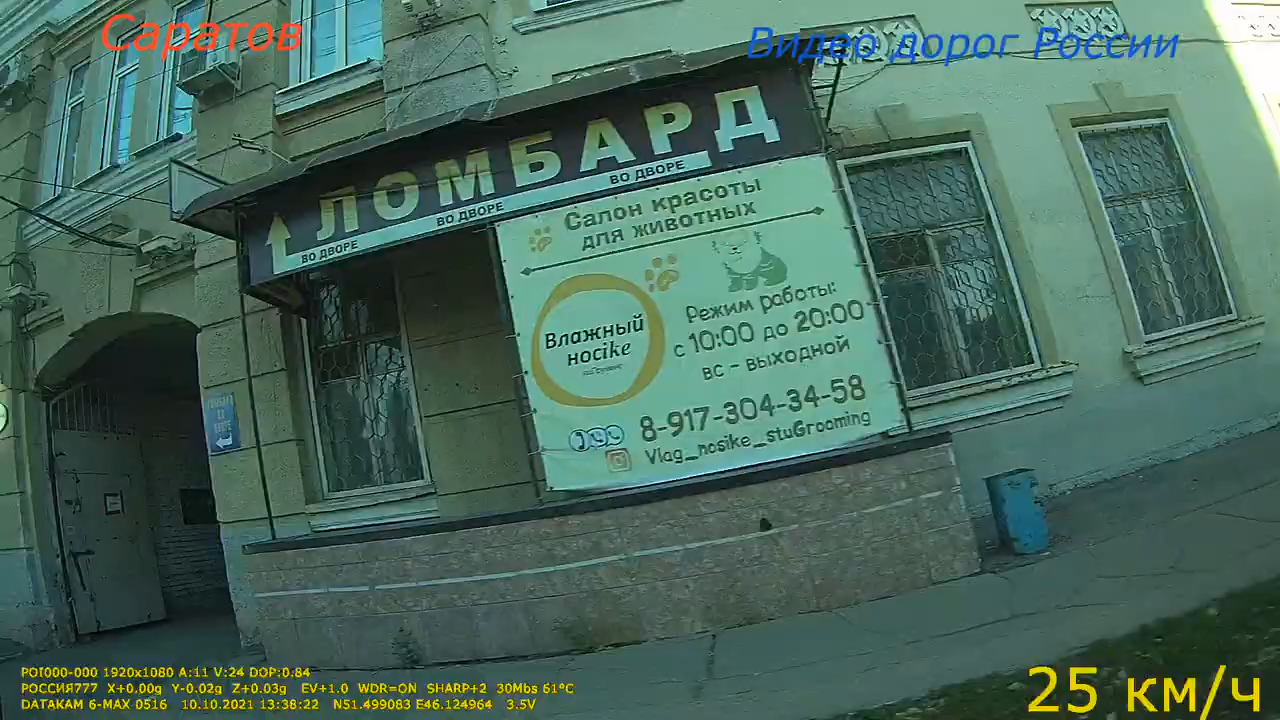 Саратов
Видео дорог России
ЛОМБАРД
ВО ДВОРЕ ВО ДВОРЕ ВО ДВОРЕ
Салон красоты
для животных
Влажный
носike
Режим работы:
с 10:00 до 20:00
вс - выходной
8-917-304-34-58
Vlag_nosike_stuGrooming
ЛОМБАРД
ВО
ДВОРЕ
POI000-000 1920x1080 A:11 V:24 DOP:0.84
РОССИЯ777 X+0.00g Y-0.02g Z+0.03g EV+1.0 WDR=ON SHARP+2 30Mbs 61°C
DATAKAM 6-MAX 0516 10.10.2021 13:38:22 N51.499083 E46.124964 3.5V
25 км/ч